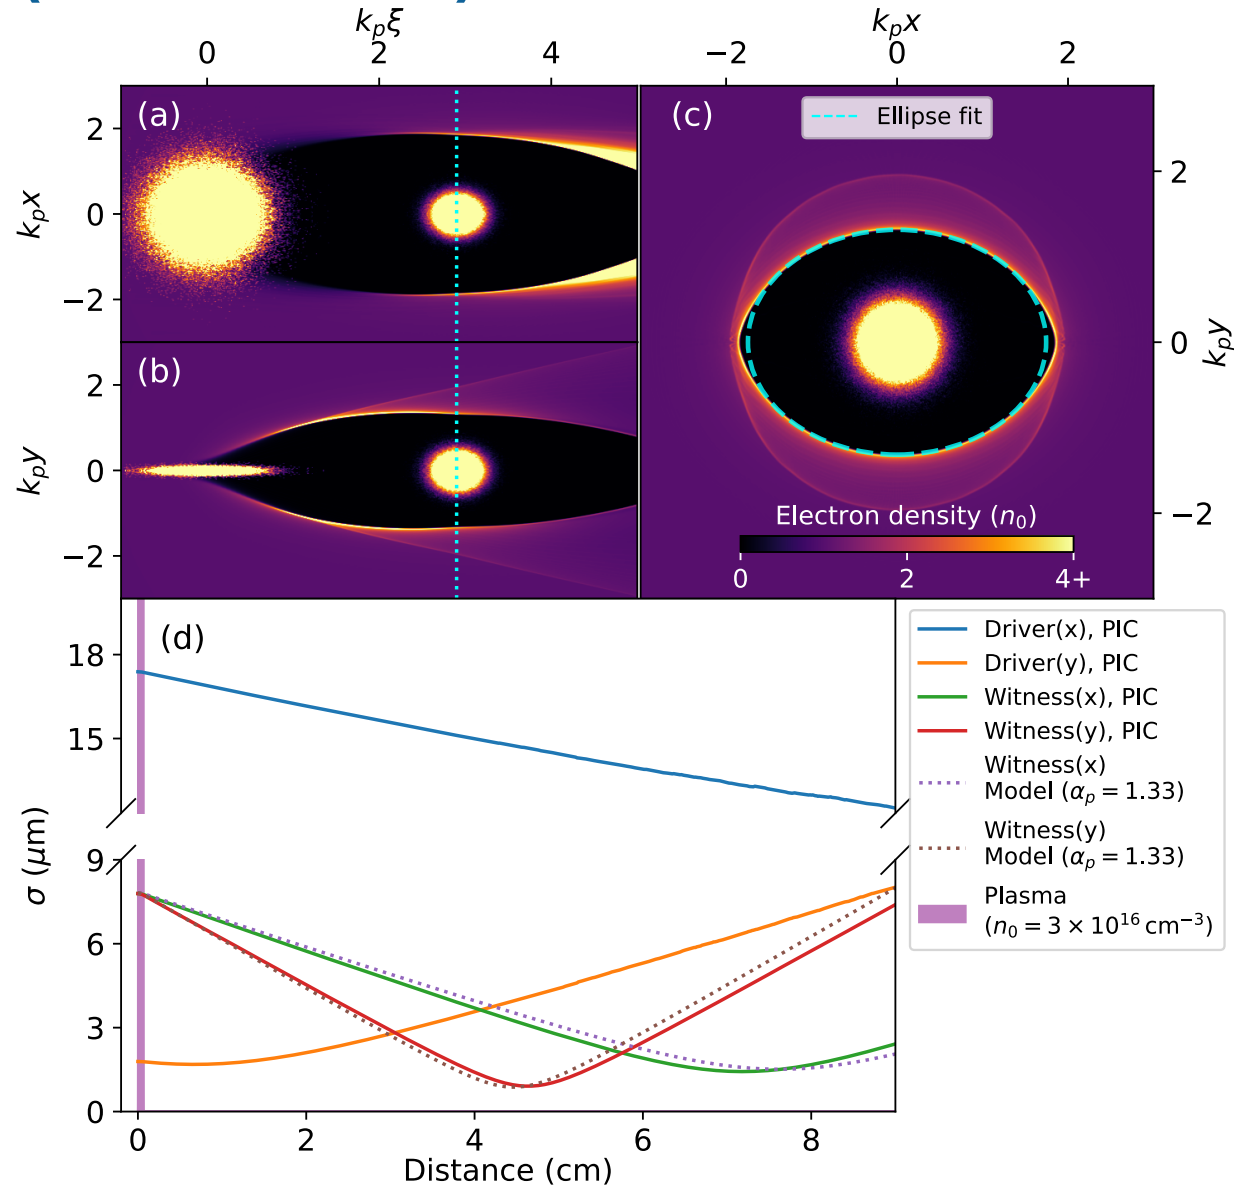 k_pξ
k_px
0
2
4
−2
0
2
(a)
(c)
Ellipse fit
2
0
−2
k_px
2
0
−2
k_py
(b)
2
0
−2
k_py
Electron density (n_0)
0
2
4+
(d)
18
15
9
6
3
0
σ (μm)
0
2
4
6
8
Distance (cm)
Driver(x), PIC
Driver(y), PIC
Witness(x), PIC
Witness(y), PIC
Witness(x)
Model (α_p = 1.33)
Witness(y)
Model (α_p = 1.33)
Plasma
(n_0 = 3 × 10^16 cm^−3)